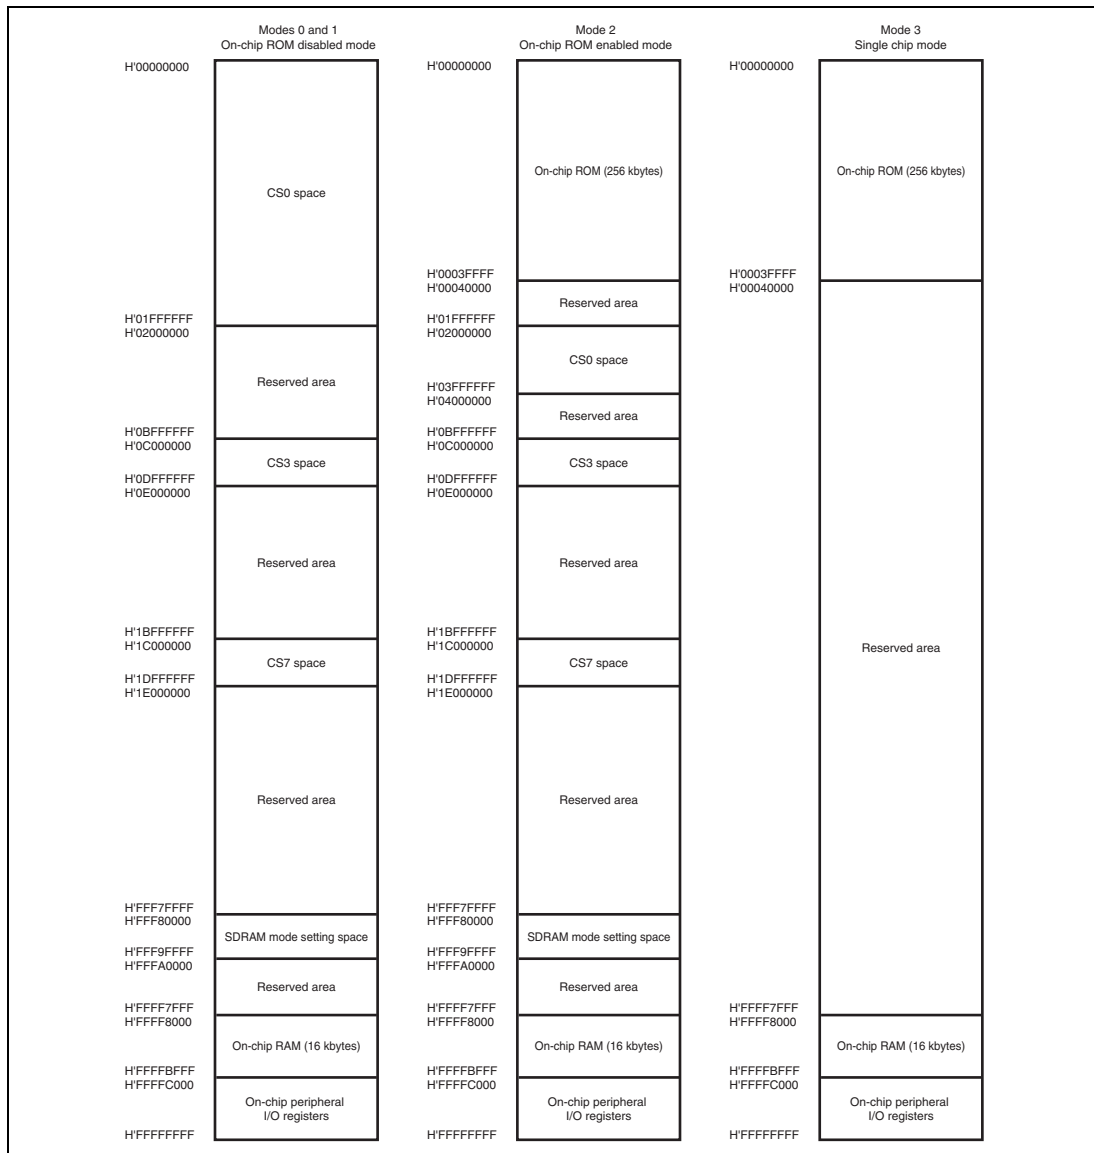 Modes 0 and 1
On-chip ROM disabled mode
H'00000000
CS0 space
H'01FFFFFF
H'02000000
Reserved area
H'0BFFFFFF
H'0C000000
CS3 space
H'0DFFFFFF
H'0E000000
Reserved area
H'1BFFFFFF
H'1C000000
CS7 space
H'1DFFFFFF
H'1E000000
Reserved area
H'FFF7FFFF
H'FFF80000
SDRAM mode setting space
H'FFF9FFFF
H'FFFA0000
Reserved area
H'FFFF7FFF
H'FFFF8000
On-chip RAM (16 kbytes)
H'FFFFBFFF
H'FFFFC000
On-chip peripheral
I/O registers
H'FFFFFFFF
Mode 2
On-chip ROM enabled mode
H'00000000
On-chip ROM (256 kbytes)
H'0003FFFF
H'00040000
Reserved area
H'01FFFFFF
H'02000000
CS0 space
H'03FFFFFF
H'04000000
Reserved area
H'0BFFFFFF
H'0C000000
CS3 space
H'0DFFFFFF
H'0E000000
Reserved area
H'1BFFFFFF
H'1C000000
CS7 space
H'1DFFFFFF
H'1E000000
Reserved area
H'FFF7FFFF
H'FFF80000
SDRAM mode setting space
H'FFF9FFFF
H'FFFA0000
Reserved area
H'FFFF7FFF
H'FFFF8000
On-chip RAM (16 kbytes)
H'FFFFBFFF
H'FFFFC000
On-chip peripheral
I/O registers
H'FFFFFFFF
Mode 3
Single chip mode
H'00000000
On-chip ROM (256 kbytes)
H'0003FFFF
H'00040000
Reserved area
H'FFFF7FFF
H'FFFF8000
On-chip RAM (16 kbytes)
H'FFFFBFFF
H'FFFFC000
On-chip peripheral
I/O registers
H'FFFFFFFF